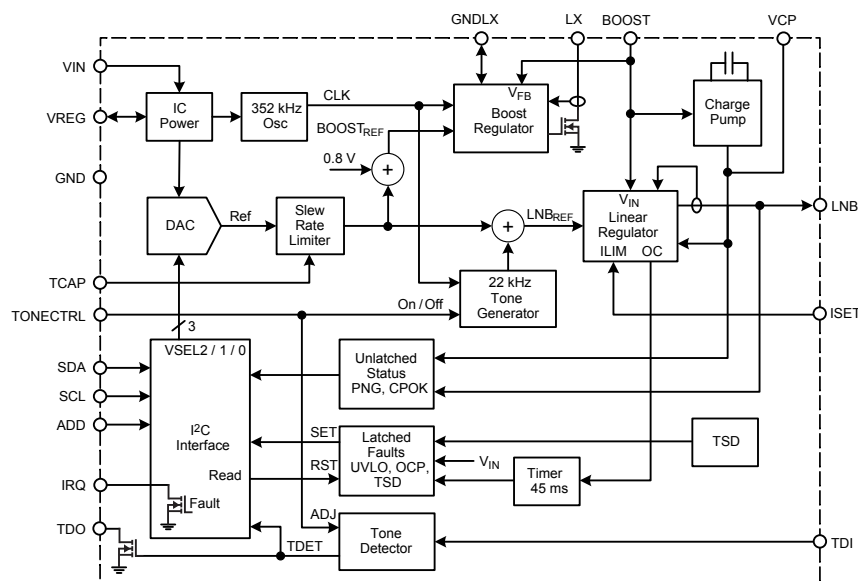 GNDLX
LX
BOOST
VCP
VIN
VREG
GND
TCAP
TONECTRL
SDA
SCL
ADD
IRQ
TDO
LNB
ISET
TDI
IC
Power
352 kHz
Osc
CLK
BOOSTREF
0.8 V
+
VFB
Boost
Regulator
Charge
Pump
DAC
Ref
Slew
Rate
Limiter
+
LNBREF
VIN
Linear
Regulator
ILIM OC
22 kHz
Tone
Generator
On / Off
3
VSEL2 / 1 / 0
I2C
Interface
Read
Fault
Unlatched
Status
PNG, CPOK
SET
RST
Latched
Faults
UVLO, OCP,
TSD
VIN
Timer
45 ms
TSD
ADJ
TDET
Tone
Detector